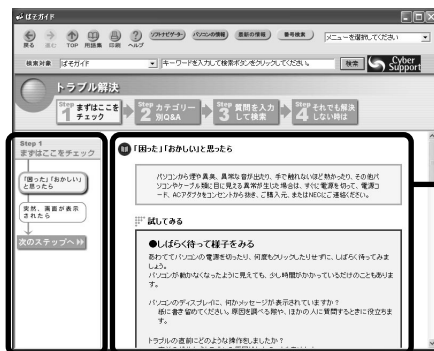 ぱそガイド
戻る 進む TOP 用語集 印刷 ヘルプ ソフトナビゲーター パソコンの情報 最新の情報 番号検索 メニューを選択してください
検索対象 ぱそガイド キーワードを入力して検索ボタンをクリックしてください。 検索 Cyber Support
トラブル解決
Step 1 まずはここをチェック Step 2 カテゴリー別Q&A Step 3 質問を入力して検索 Step 4 それでも解決しない時は
Step 1
まずはここをチェック
「困った」「おかしい」
と思ったら
突然、画面が表示
されたら
次のステップへ
「困った」「おかしい」と思ったら
パソコンから煙や異臭、異常な音が出たり、手で触れないほど熱かったり、その他パ
ソコンやケーブル類に目に見える異常が生じた場合は、すぐに電源を切って、電源コ
ード、ACアダプタをコンセントから抜き、ご購入元、またはNECにご連絡ください。
試してみる
●しばらく待って様子をみる
あわててパソコンの電源を切ったり、何度もクリックしたりせずに、しばらく待ってみま
しょう。
パソコンが動かなくなったように見えても、少し時間がかかっているだけのこともありま
す。
パソコンのディスプレイに、何かメッセージが表示されていますか?
紙に書き留めてください。原因を調べる際や、ほかの人に質問するときに役立ちま
す。
トラブルの直前にどのような操作をしましたか?